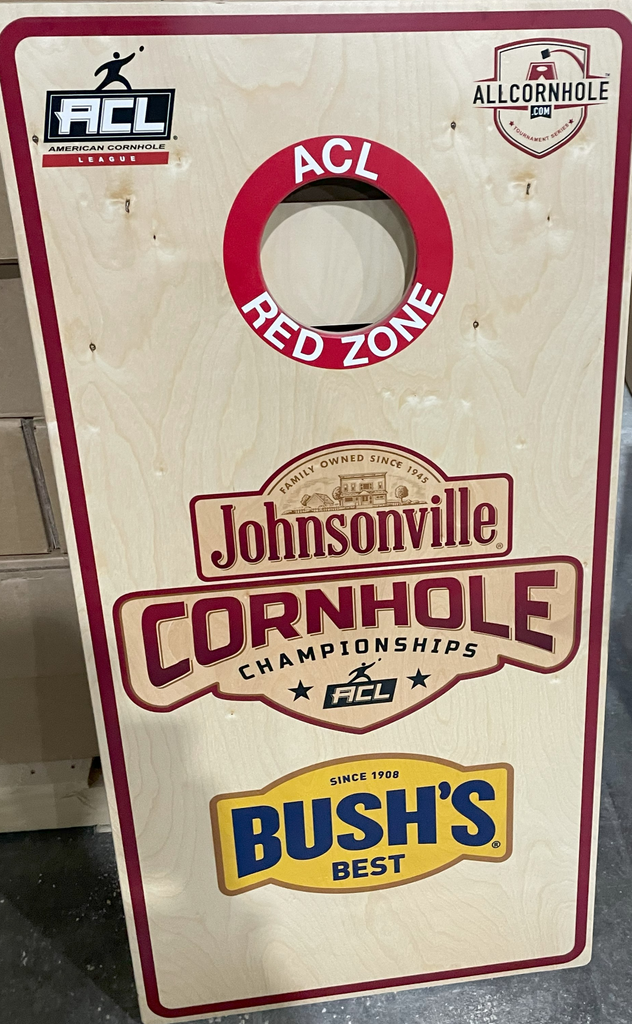 ACL
AMERICAN CORNHOLE
LEAGUE
ALLCORNHOLE
.COM
TOURNAMENT SERIES
ACL
RED ZONE
FAMILY OWNED SINCE 1945
Johnsonville
CORNHOLE
CHAMPIONSHIPS
ACL
SINCE 1908
BUSH'S
BEST